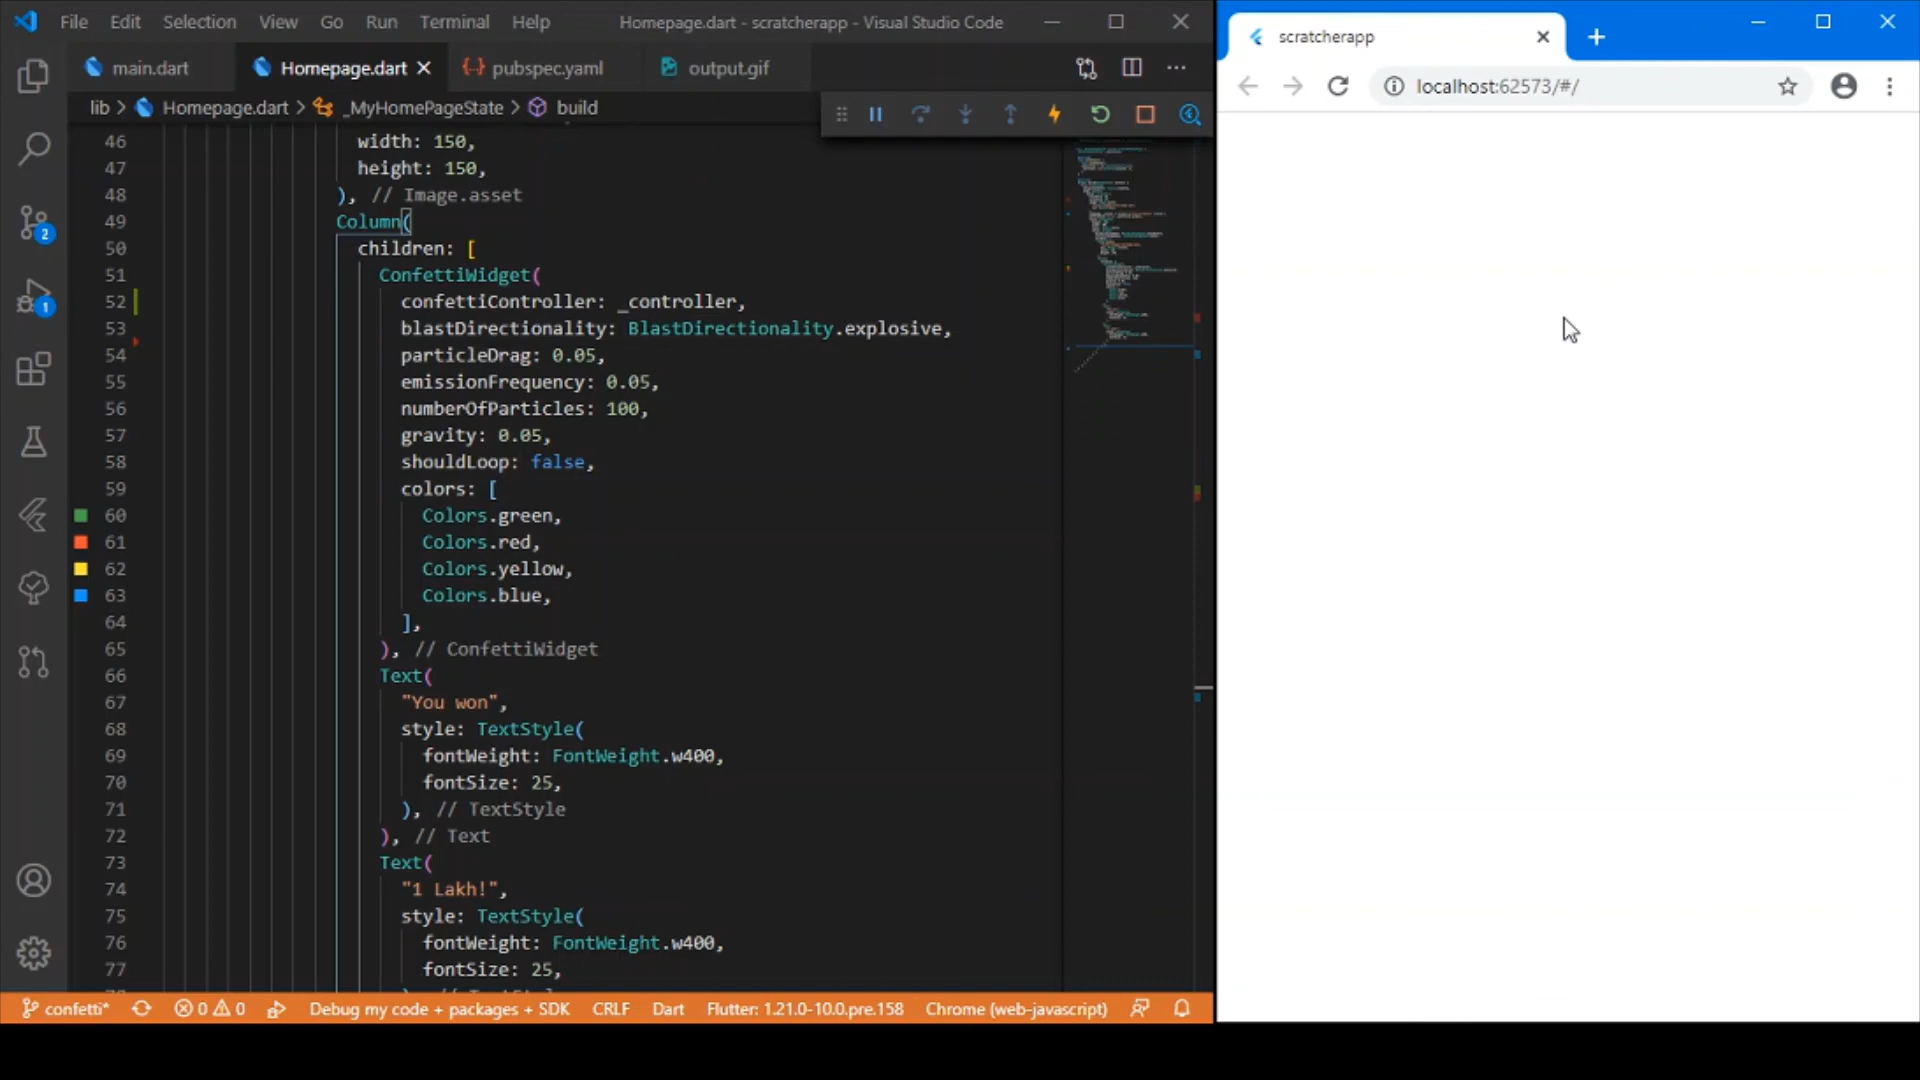 File Edit Selection View Go Run Terminal Help Homepage.dart - scratcherapp - Visual Studio Code
main.dart Homepage.dart pubspec.yaml output.gif
lib > Homepage.dart > _MyHomePageState > build
46 width: 150,
47 height: 150,
48 ), // Image.asset
49 Column(
50 children: [
51 ConfettiWidget(
52 confettiController: _controller,
53 blastDirectionality: BlastDirectionality.explosive,
54 particleDrag: 0.05,
55 emissionFrequency: 0.05,
56 numberOfParticles: 100,
57 gravity: 0.05,
58 shouldLoop: false,
59 colors: [
60 Colors.green,
61 Colors.red,
62 Colors.yellow,
63 Colors.blue,
64 ],
65 ), // ConfettiWidget
66 Text(
67 "You won",
68 style: TextStyle(
69 fontWeight: FontWeight.w400,
70 fontSize: 25,
71 ), // TextStyle
72 ), // Text
73 Text(
74 "1 Lakh!",
75 style: TextStyle(
76 fontWeight: FontWeight.w400,
77 fontSize: 25,
2
1
confetti* 0 0 Debug my code + packages + SDK CRLF Dart Flutter: 1.21.0-10.0.pre.158 Chrome (web-javascript)
scratcherapp
localhost:62573/#/